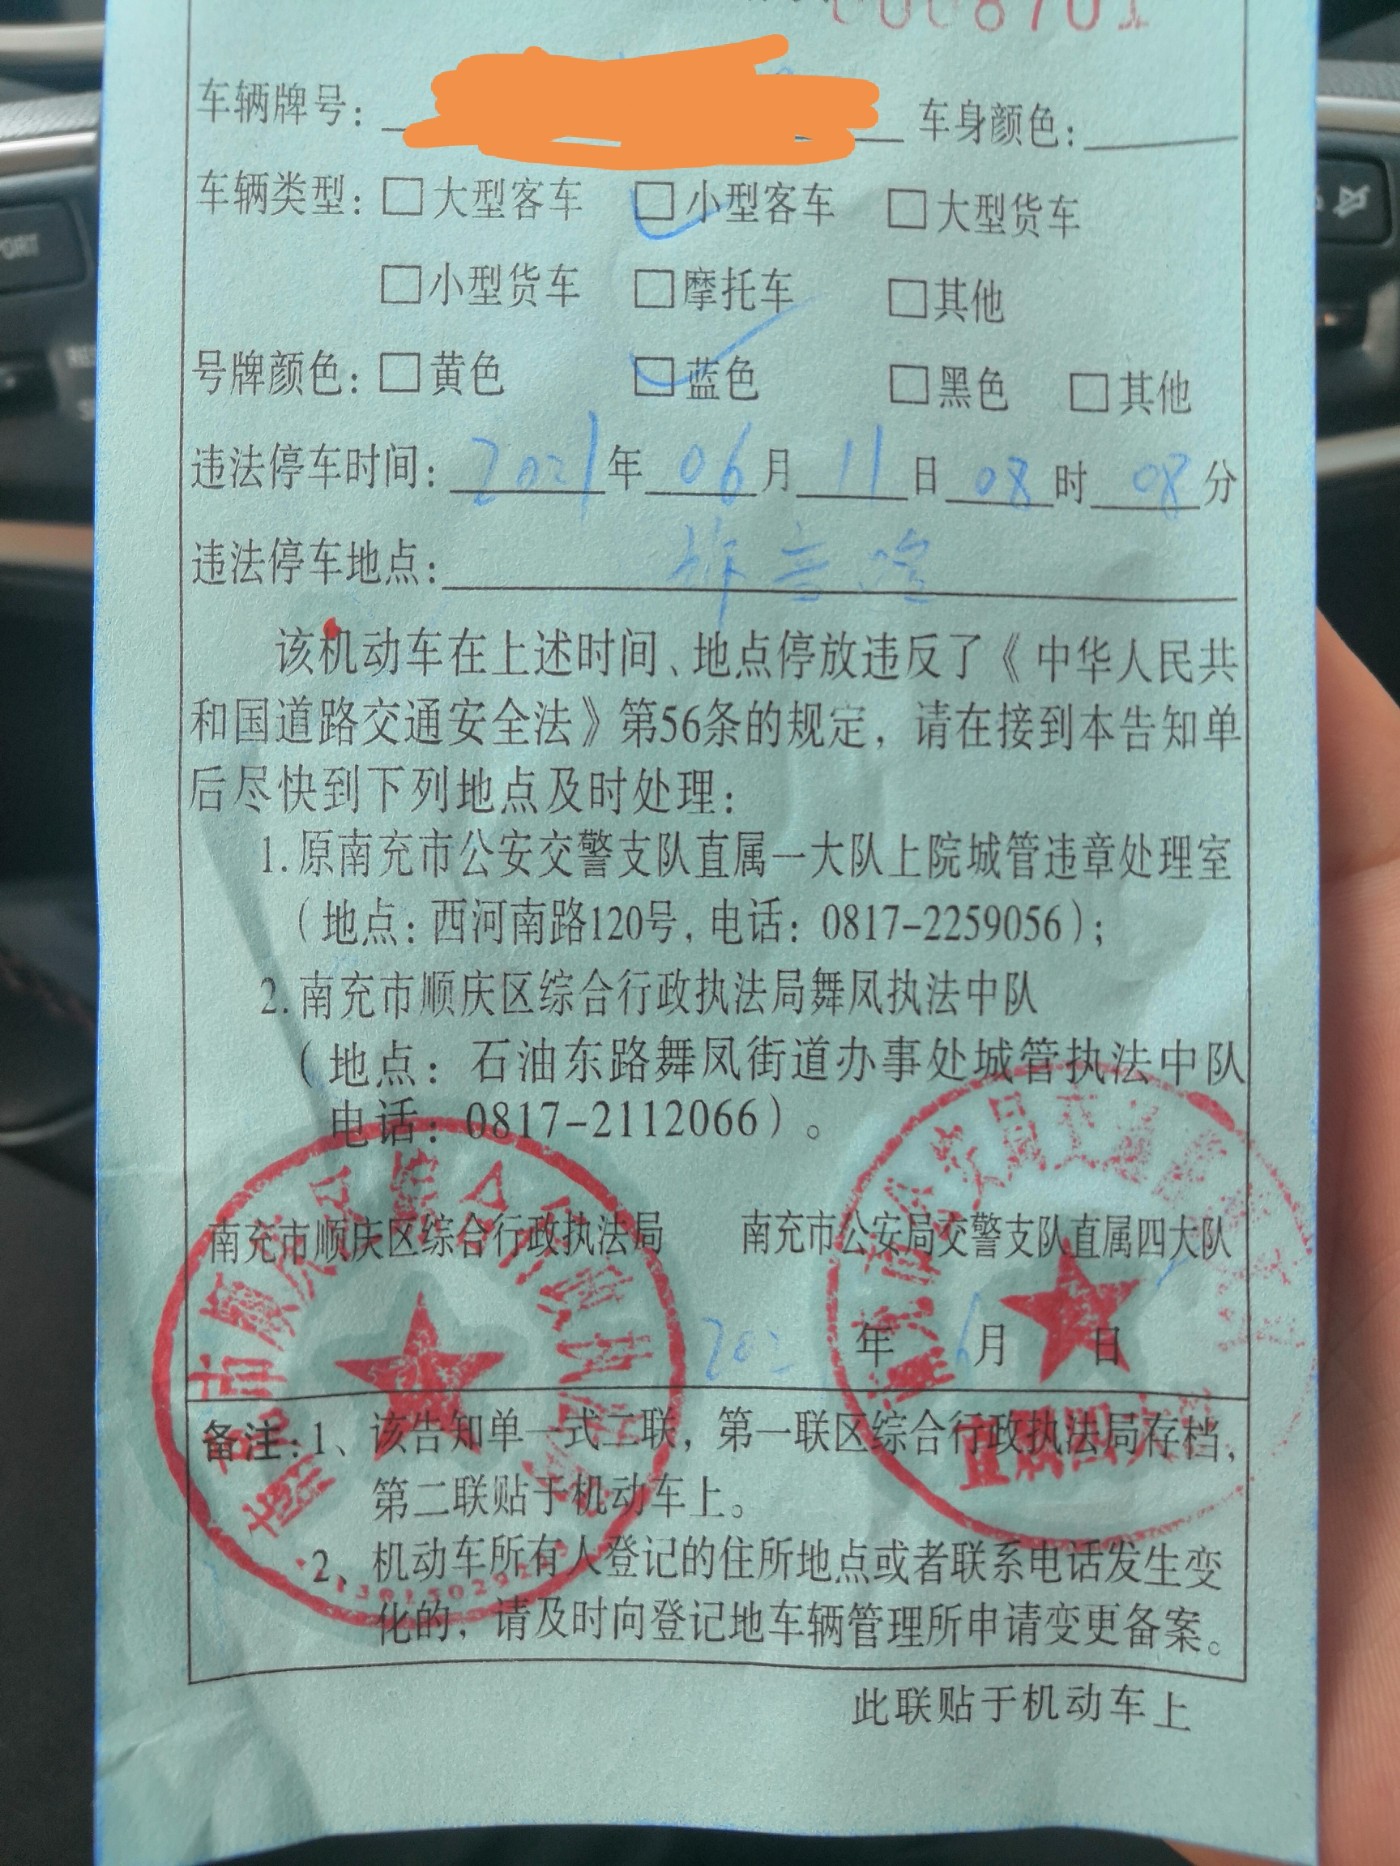 0008701
车辆牌号： 车身颜色：
车辆类型：□大型客车 □小型客车 □大型货车
□小型货车 □摩托车 □其他
号牌颜色：□黄色 □蓝色 □黑色 □其他
违法停车时间：2021年06月11日08时08分
违法停车地点：
该机动车在上述时间、地点停放违反了《中华人民共
和国道路交通安全法》第56条的规定，请在接到本告知单
后尽快到下列地点及时处理：
1.原南充市公安交警支队直属一大队上院城管违章处理室
（地点：西河南路120号，电话：0817-2259056）；
2.南充市顺庆区综合行政执法局舞凤执法中队
（地点：石油东路舞凤街道办事处城管执法中队
电话：0817-2112066）。
南充市顺庆区综合行政执法局 南充市公安局交警支队直属四大队
202 年 6月 日
备注：1、该告知单一式二联，第一联区综合行政执法局存档，
第二联贴于机动车上。
2、机动车所有人登记的住所地点或者联系电话发生变
化的，请及时向登记地车辆管理所申请变更备案。
此联贴于机动车上